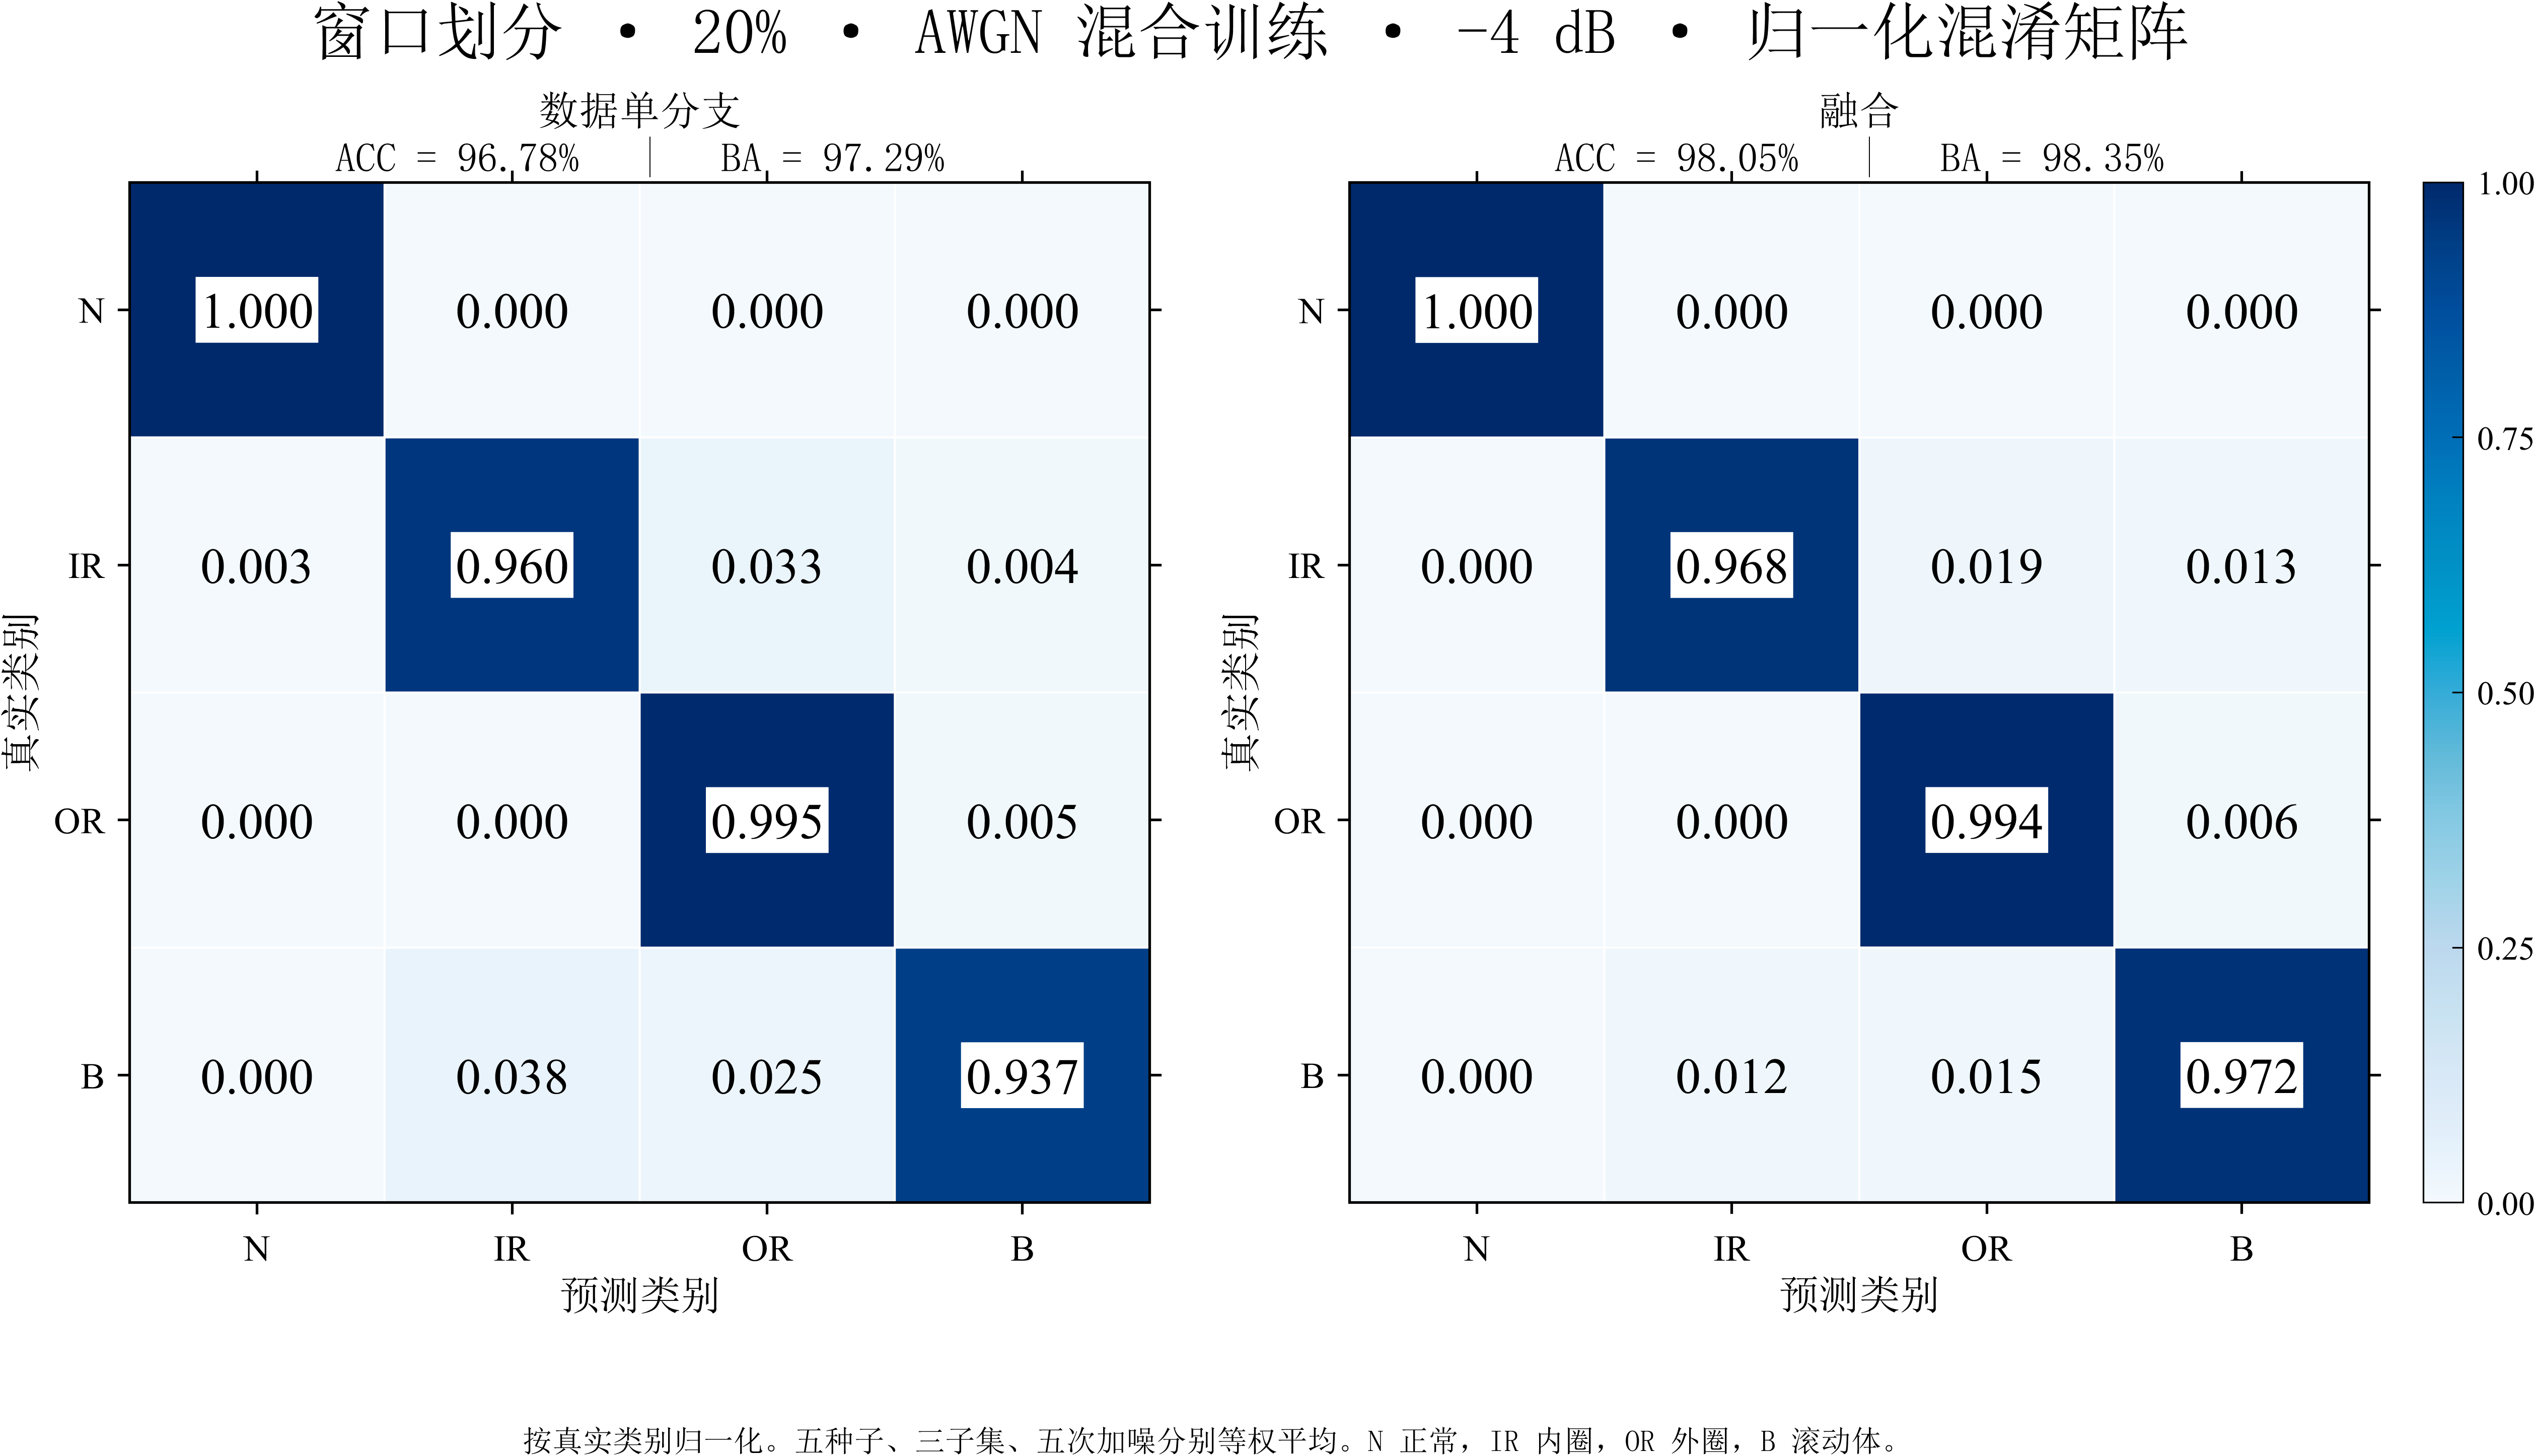 窗口划分 • 20% • AWGN 混合训练 • -4 dB • 归一化混淆矩阵
数据单分支
ACC = 96.78% | BA = 97.29%
N 1.000 0.000 0.000 0.000
IR 0.003 0.960 0.033 0.004
OR 0.000 0.000 0.995 0.005
B 0.000 0.038 0.025 0.937
真实类别
N IR OR B
预测类别
融合
ACC = 98.05% | BA = 98.35%
N 1.000 0.000 0.000 0.000
IR 0.000 0.968 0.019 0.013
OR 0.000 0.000 0.994 0.006
B 0.000 0.012 0.015 0.972
真实类别
N IR OR B
预测类别
1.00
0.75
0.50
0.25
0.00
按真实类别归一化。五种子、三子集、五次加噪分别等权平均。N 正常，IR 内圈，OR 外圈，B 滚动体。